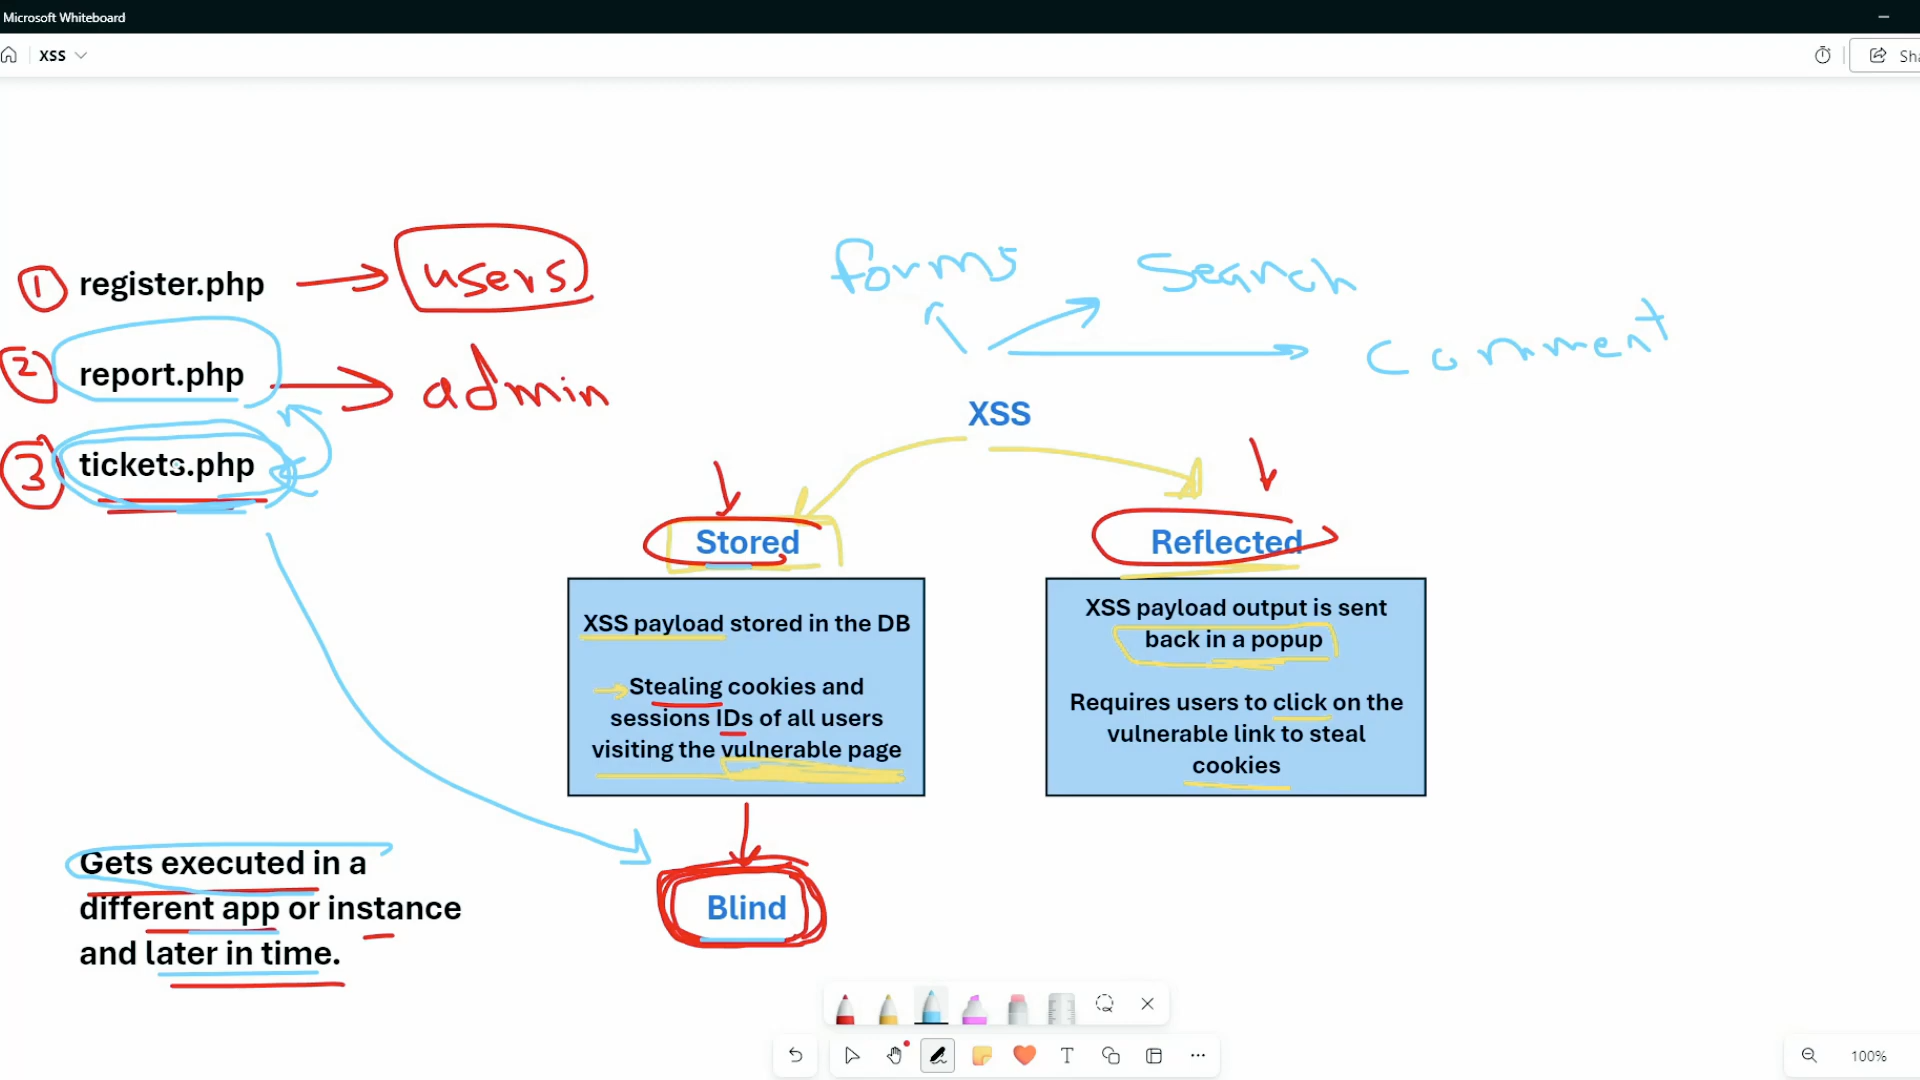 Microsoft Whiteboard
XSS
Sha
1 register.php users
2 report.php admin
3 tickets.php
forms
Search
Comment
XSS
Stored
XSS payload stored in the DB
Stealing cookies and
sessions IDs of all users
visiting the vulnerable page
Reflected
XSS payload output is sent
back in a popup
Requires users to click on the
vulnerable link to steal
cookies
Blind
Gets executed in a
different app or instance
and later in time.
T
100%